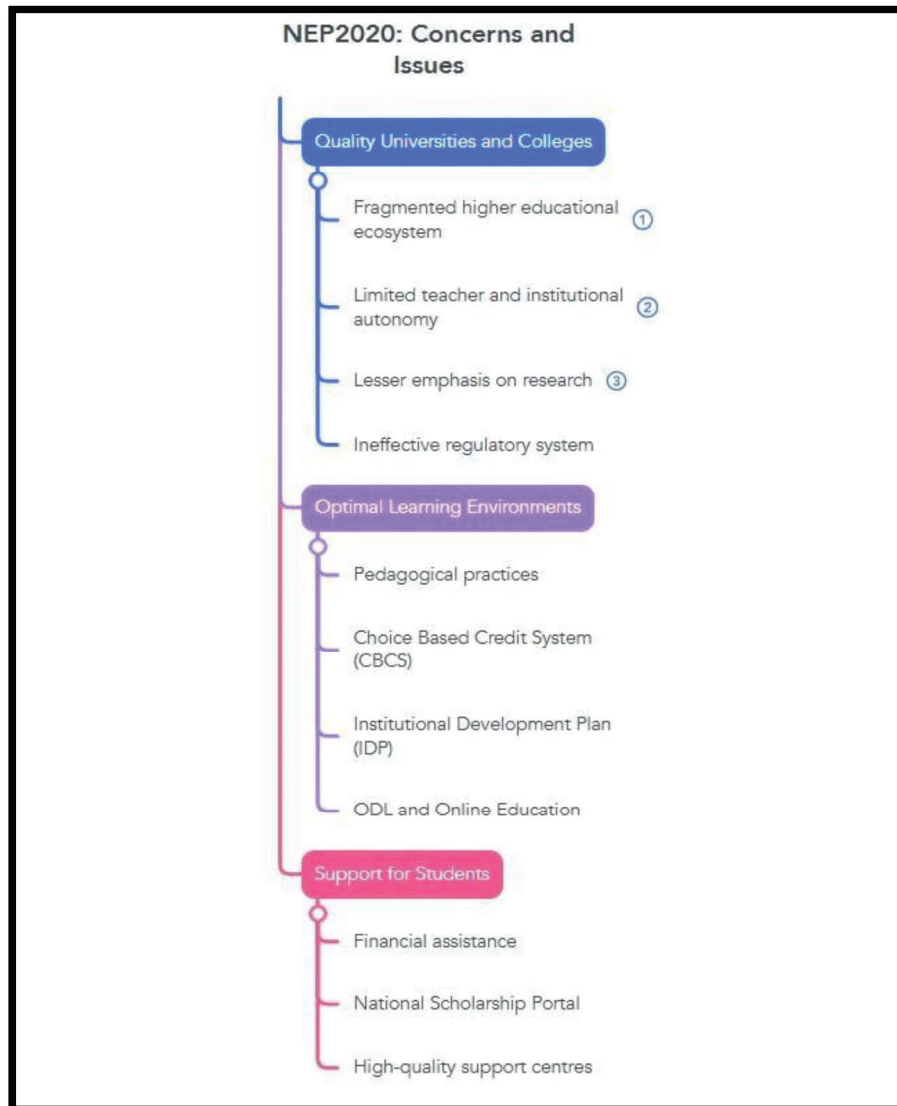 NEP2020: Concerns and
Issues
Quality Universities and Colleges
Fragmented higher educational
ecosystem
1
Limited teacher and institutional
autonomy
2
Lesser emphasis on research 3
Ineffective regulatory system
Optimal Learning Environments
Pedagogical practices
Choice Based Credit System
(CBCS)
Institutional Development Plan
(IDP)
ODL and Online Education
Support for Students
Financial assistance
National Scholarship Portal
High-quality support centres